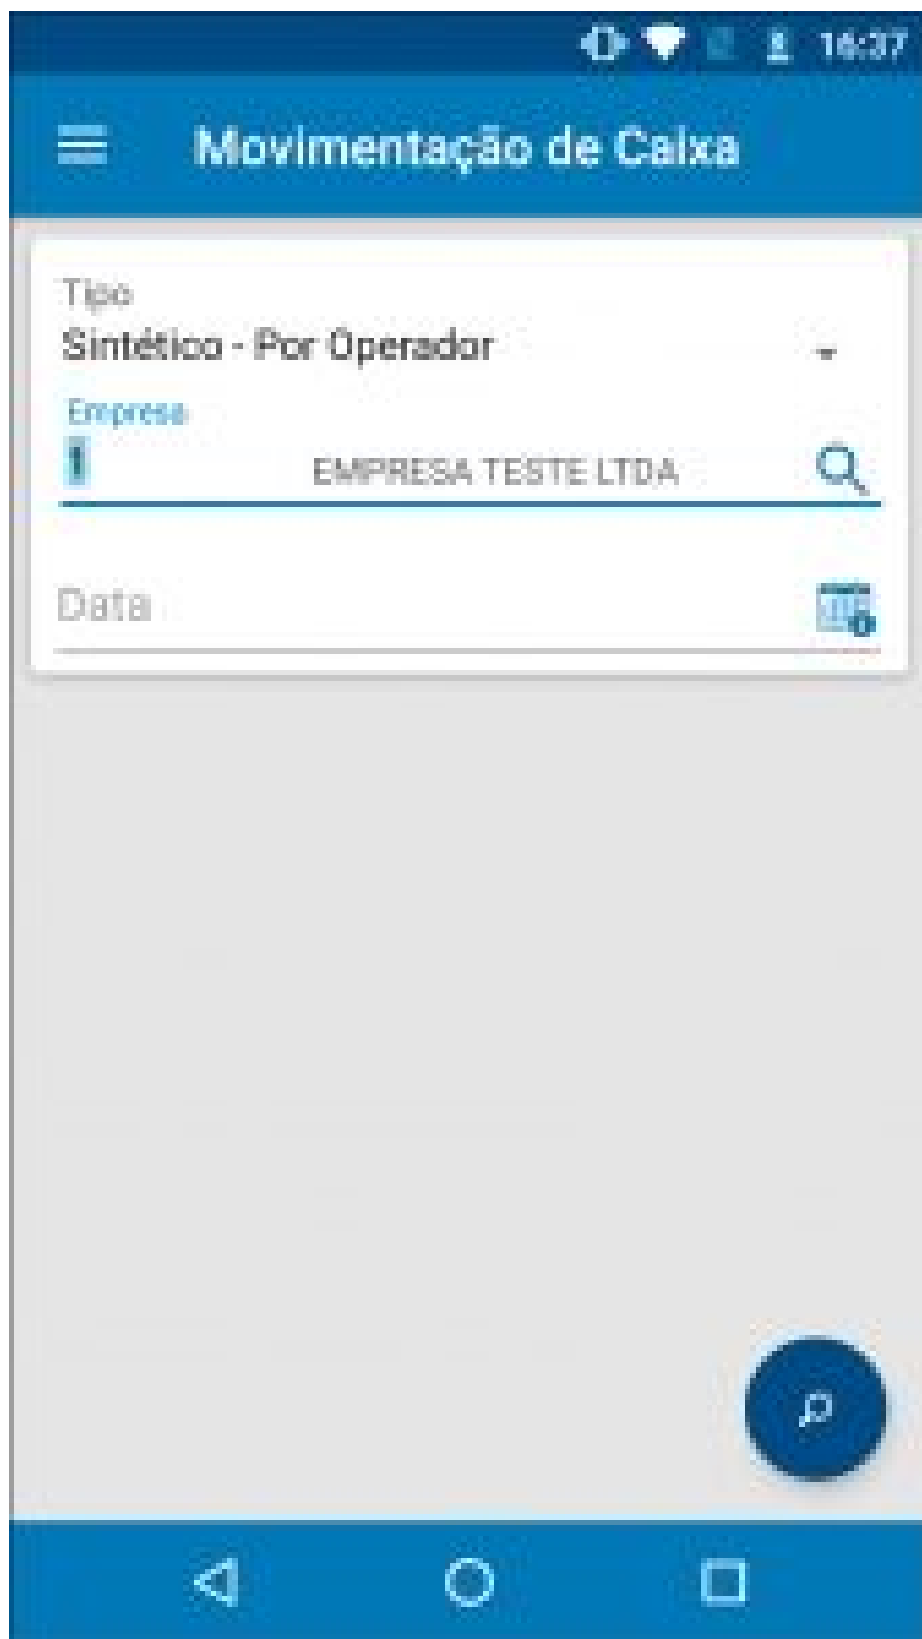 16:37
Movimentação de Caixa
Tipo
Sintético - Por Operador
Empresa
1 EMPRESA TESTE LTDA
Data